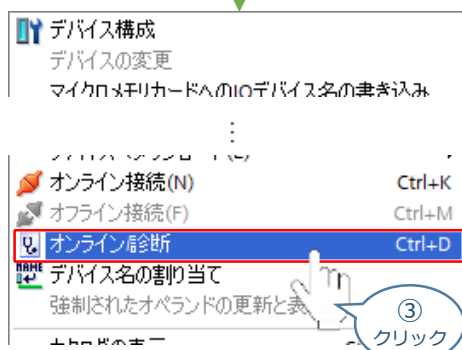 デバイス構成
デバイスの変更
マイクロメモリカードへのIOデバイス名の書き込み
オンライン接続(N) Ctrl+K
オフライン接続(F) Ctrl+M
オンライン診断 Ctrl+D
NAME デバイス名の割り当て
強制されたオペランドの更新と表
③
クリック